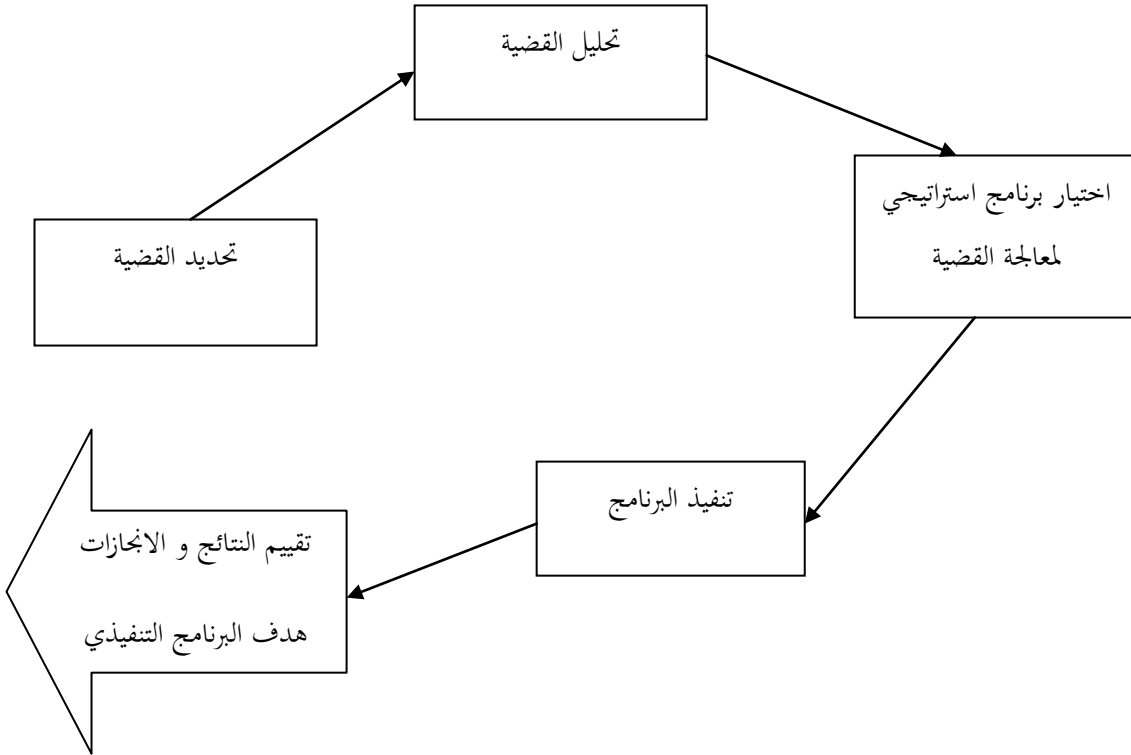 تحليل القضية
اختيار برنامج استراتيجي
لمعالجة القضية
تحديد القضية
تنفيذ البرنامج
تقييم النتائج و الانجازات
هدف البرنامج التنفيذي